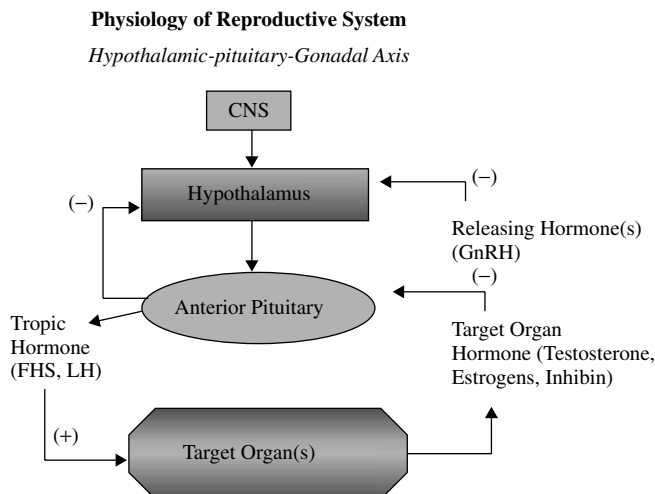 Physiology of Reproductive System
Hypothalamic-pituitary-Gonadal Axis
CNS
(−)
Hypothalamus
(−)
Releasing Hormone(s)
(GnRH)
(−)
Anterior Pituitary
Tropic
Hormone
(FHS, LH)
Target Organ
Hormone (Testosterone,
Estrogens, Inhibin)
(+)
Target Organ(s)